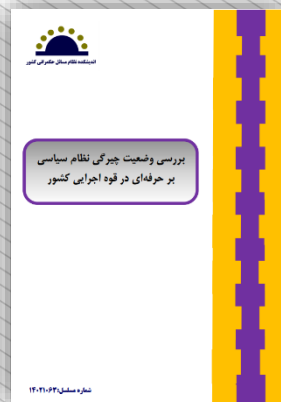 اندیشکده نظام مسائل حکمرانی کشور
بررسی وضعیت چیرگی نظام سیاسی
بر حرفه‌ای در قوه اجرایی کشور
شماره مسلسل:۱۴۰۲۱۰۶۳